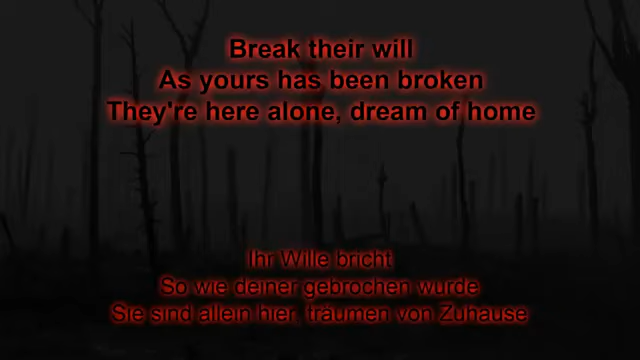 Break their will
As yours has been broken
They're here alone, dream of home
Ihr Wille bricht
So wie deiner gebrochen wurde
Sie sind allein hier, träumen von Zuhause